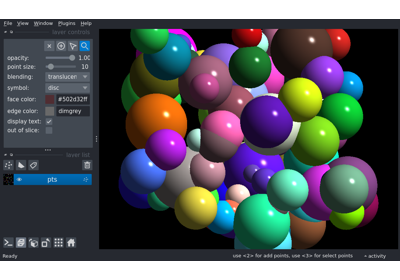 File View Window Plugins Help
layer controls
opacity: 1.00
point size: 10
blending: translucen
symbol: disc
face color: #502d32ff
edge color: dimgrey
display text:
out of slice:
layer list
pts
Ready
use <2> for add points, use <3> for select points
activity